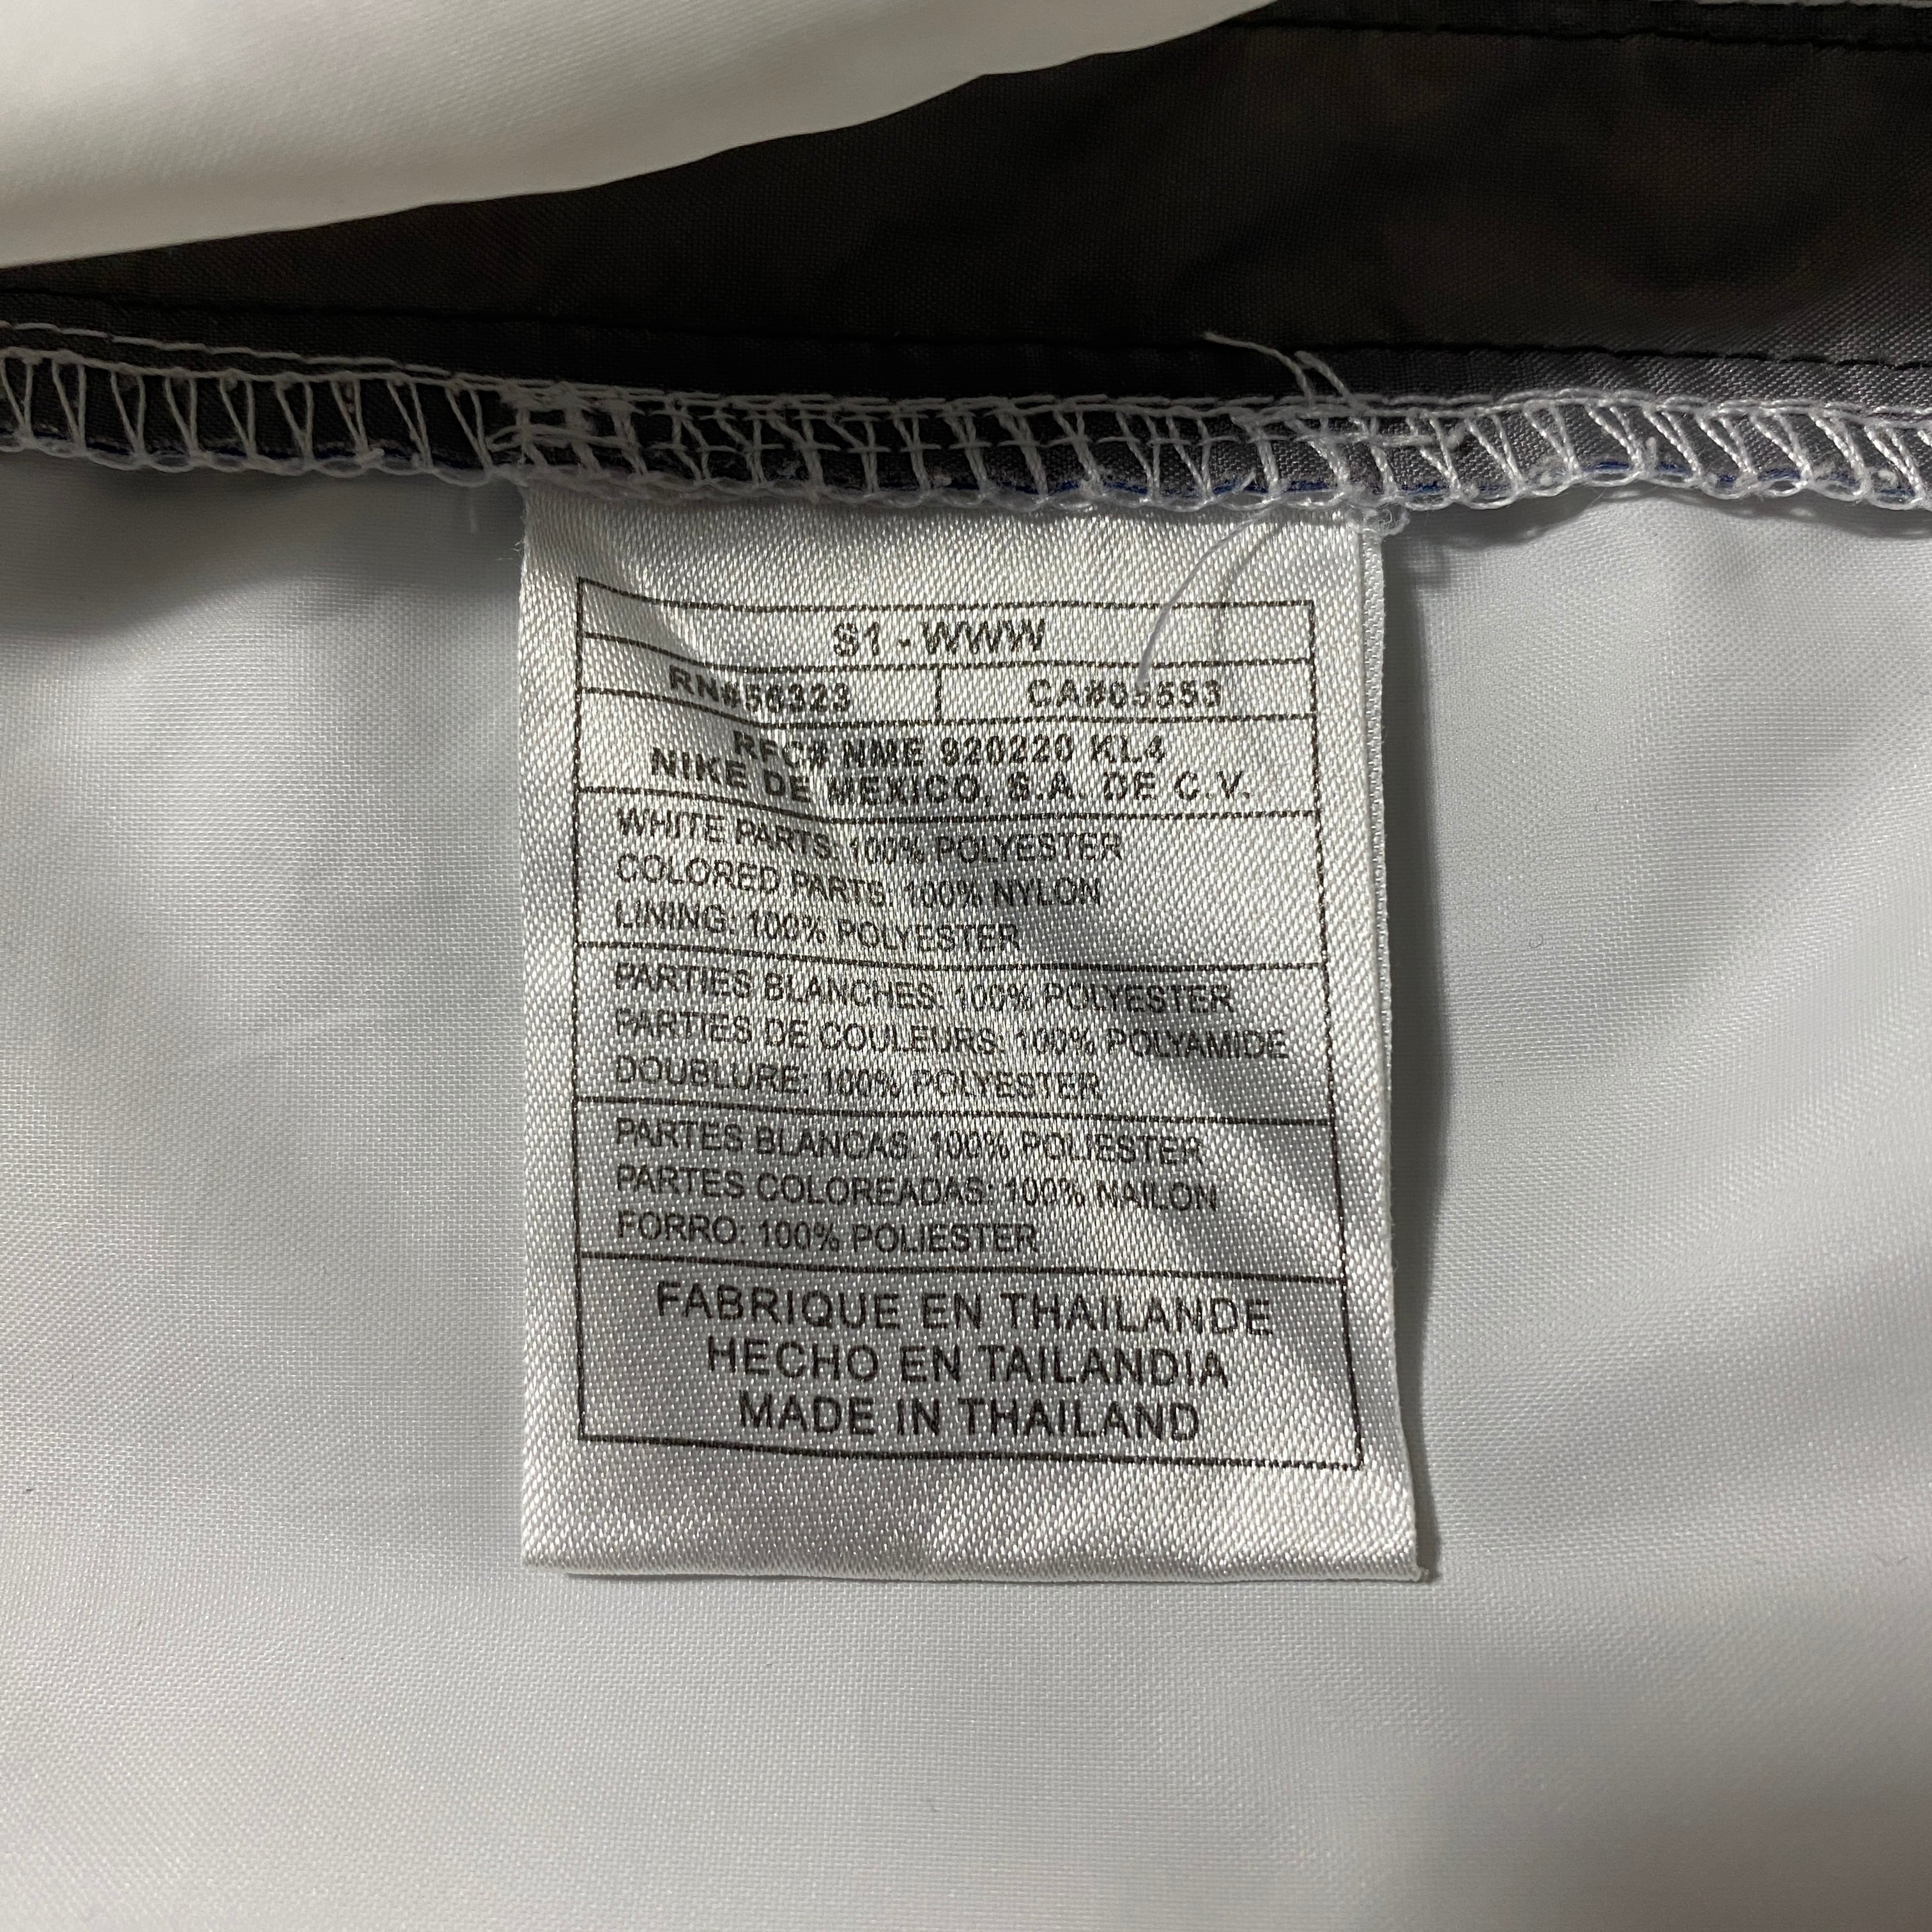 S1 - WWW
RN#56323 CA#05553
RFC# NME 920220 KL4
NIKE DE MEXICO, S.A. DE C.V.
WHITE PARTS: 100% POLYESTER
COLORED PARTS: 100% NYLON
LINING: 100% POLYESTER
PARTIES BLANCHES: 100% POLYESTER
PARTIES DE COULEURS: 100% POLYAMIDE
DOUBLURE: 100% POLYESTER
PARTES BLANCAS: 100% POLIESTER
PARTES COLOREADAS: 100% NAILON
FORRO: 100% POLIESTER
FABRIQUE EN THAILANDE
HECHO EN TAILANDIA
MADE IN THAILAND